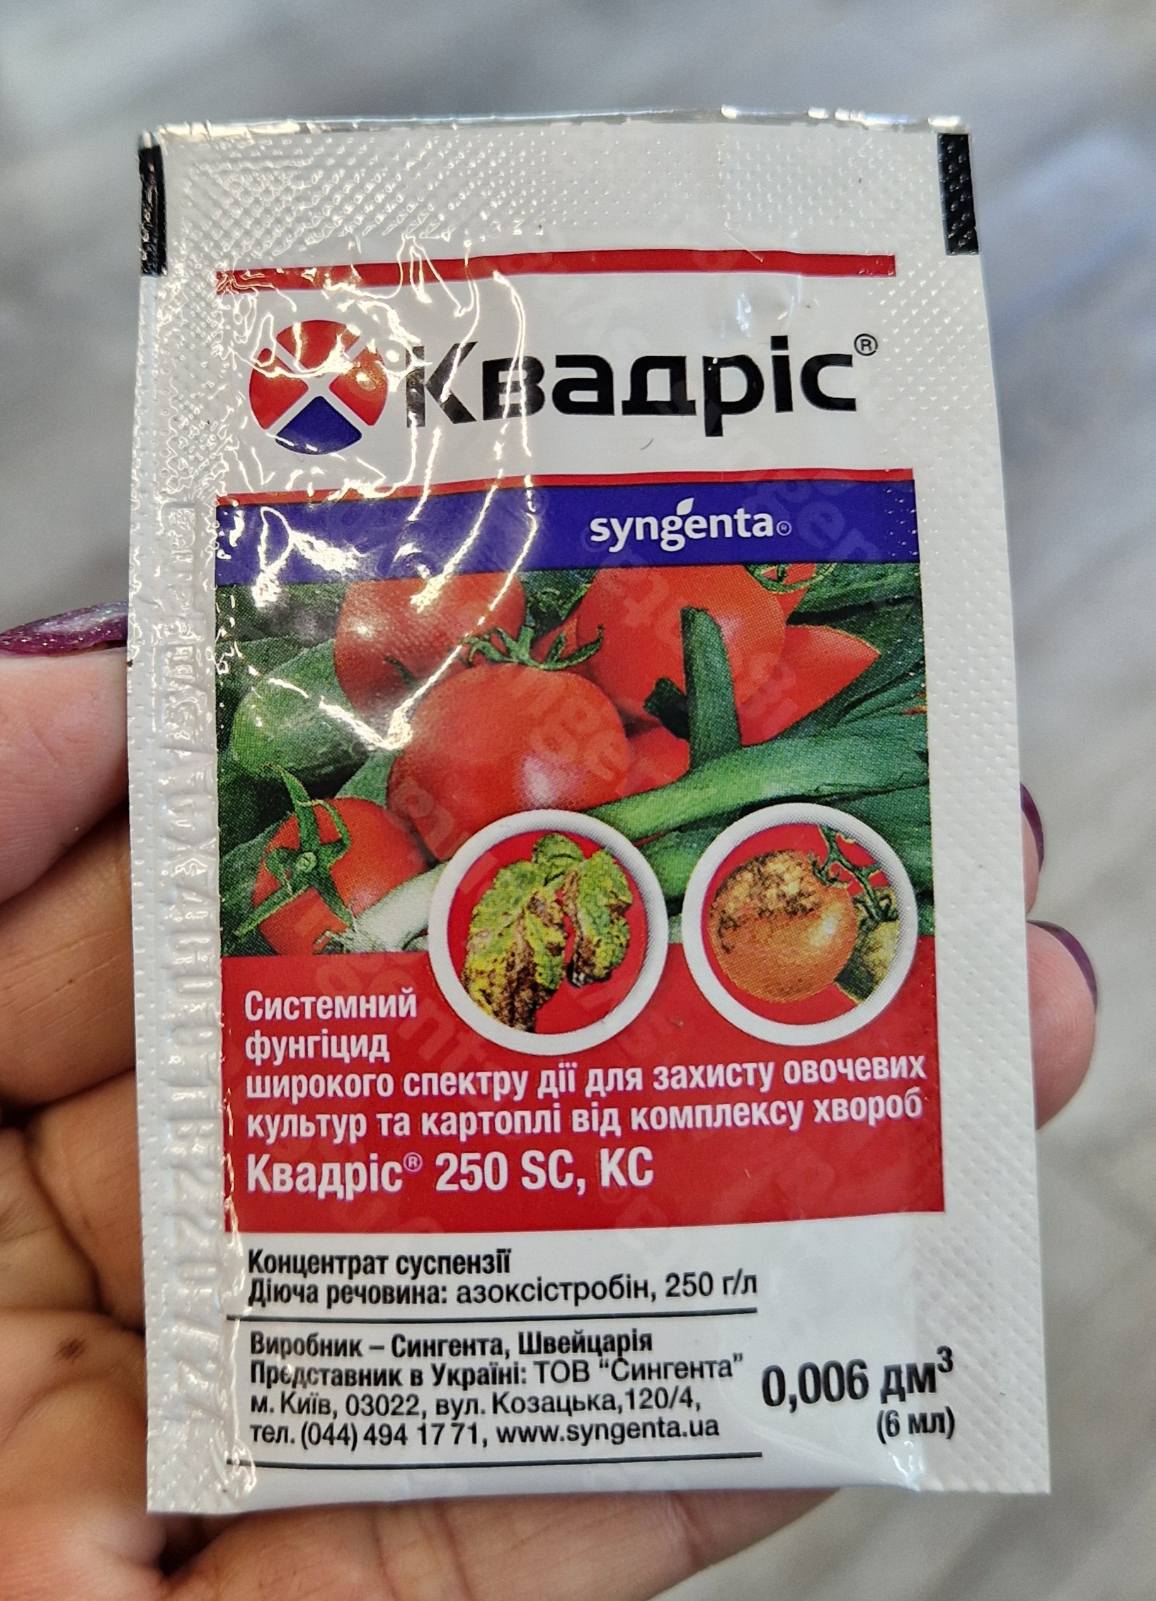 Квадріс®
syngenta®
Системний
фунгіцид
широкого спектру дії для захисту овочевих
культур та картоплі від комплексу хвороб
Квадріс® 250 SC, КС
Концентрат суспензії
Діюча речовина: азоксістробін, 250 г/л
Виробник – Сингента, Швейцарія
Представник в Україні: ТОВ “Сингента”
м. Київ, 03022, вул. Козацька,120/4,
тел. (044) 494 17 71, www.syngenta.ua
0,006 дм³
(6 мл)